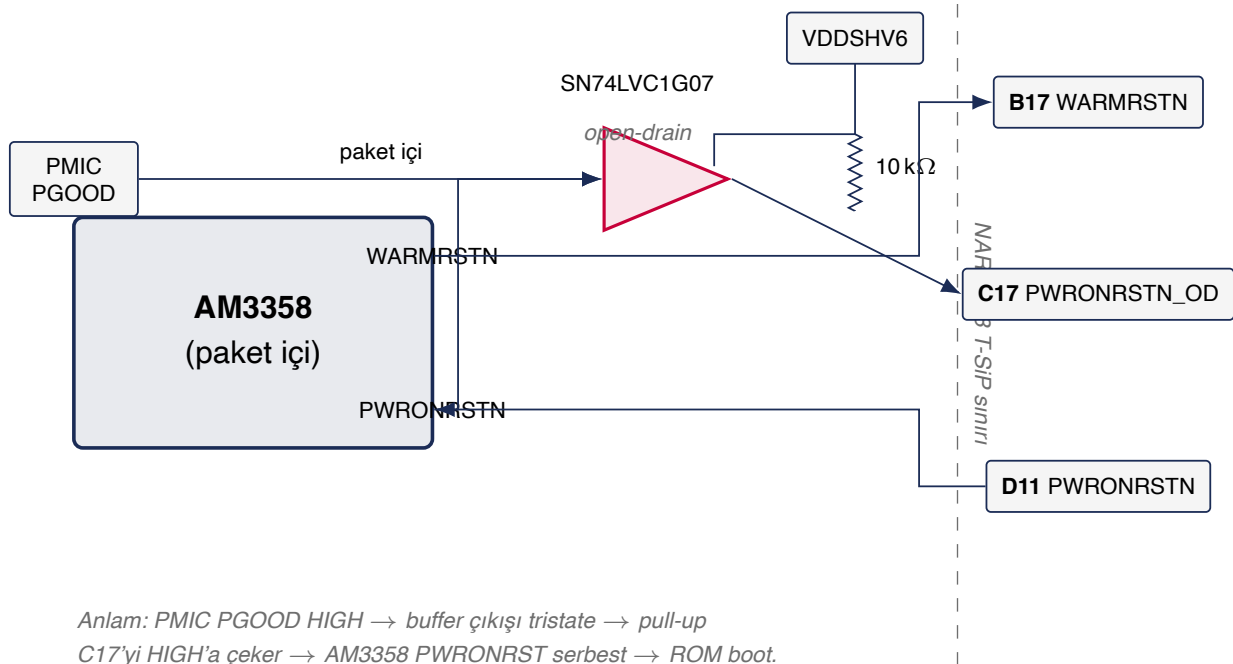 VDDSHV6
SN74LVC1G07
open-drain
B17 WARMRSTN
paket içi
PMIC
PGOOD
10 kΩ
WARMRSTN
AM3358
(paket içi)
C17 PWRONRSTN_OD
T-SiP sınırı
PWRONRSTN
D11 PWRONRSTN
Anlam: PMIC PGOOD HIGH → buffer çıkışı tristate → pull-up
C17'yi HIGH'a çeker → AM3358 PWRONRST serbest → ROM boot.